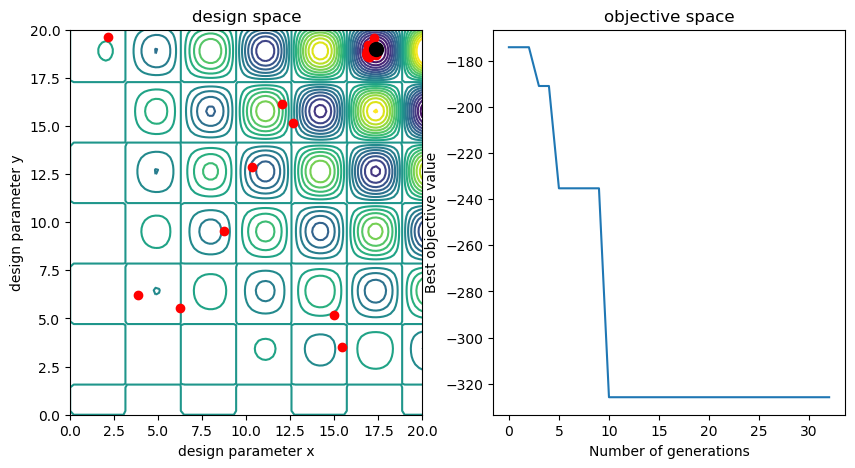 design space
20.0
17.5
15.0
12.5
10.0
7.5
5.0
2.5
0.0
design parameter y
0.0 2.5 5.0 7.5 10.0 12.5 15.0 17.5 20.0
design parameter x
objective space
−180
−200
−220
−240
−260
−280
−300
−320
Best objective value
0 5 10 15 20 25 30
Number of generations